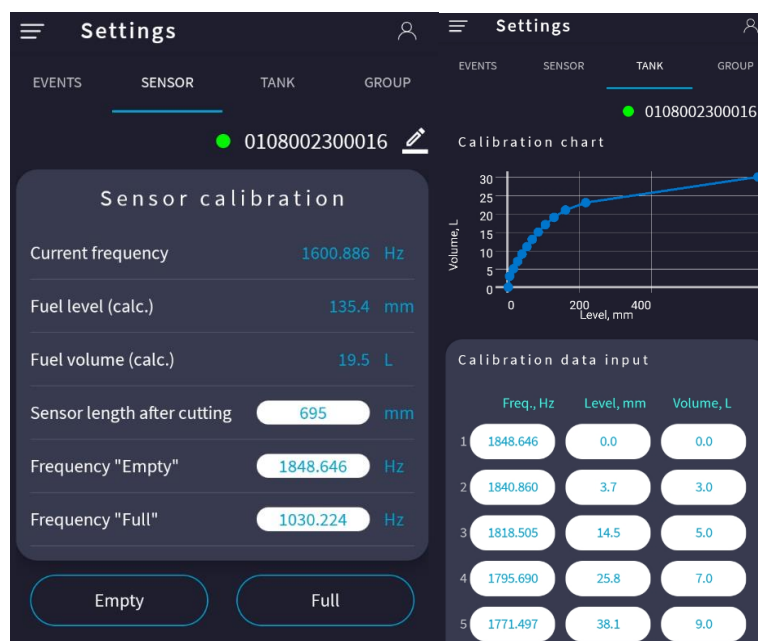 Settings
EVENTS SENSOR TANK GROUP
0108002300016
Sensor calibration
Current frequency 1600.886 Hz
Fuel level (calc.) 135.4 mm
Fuel volume (calc.) 19.5 L
Sensor length after cutting 695 mm
Frequency "Empty" 1848.646 Hz
Frequency "Full" 1030.224 Hz
Empty Full
Settings
EVENTS SENSOR TANK GROUP
0108002300016
Calibration chart
Volume, L
30
25
20
15
10
5
0
0 200 400
Level, mm
Calibration data input
Freq., Hz Level, mm Volume, L
1 1848.646 0.0 0.0
2 1840.860 3.7 3.0
3 1818.505 14.5 5.0
4 1795.690 25.8 7.0
5 1771.497 38.1 9.0